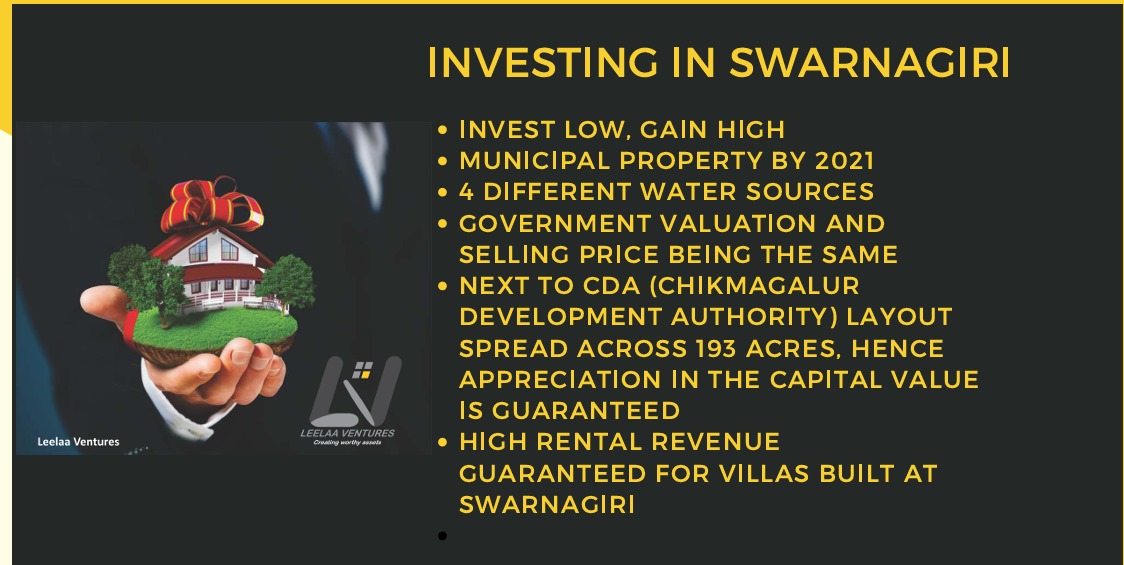 INVESTING IN SWARNAGIRI
• INVEST LOW, GAIN HIGH
• MUNICIPAL PROPERTY BY 2021
• 4 DIFFERENT WATER SOURCES
• GOVERNMENT VALUATION AND
SELLING PRICE BEING THE SAME
• NEXT TO CDA (CHIKMAGALUR
DEVELOPMENT AUTHORITY) LAYOUT
SPREAD ACROSS 193 ACRES, HENCE
APPRECIATION IN THE CAPITAL VALUE
IS GUARANTEED
• HIGH RENTAL REVENUE
GUARANTEED FOR VILLAS BUILT AT
SWARNAGIRI
LEELAA VENTURES
Creating worthy assets
Leelaa Ventures